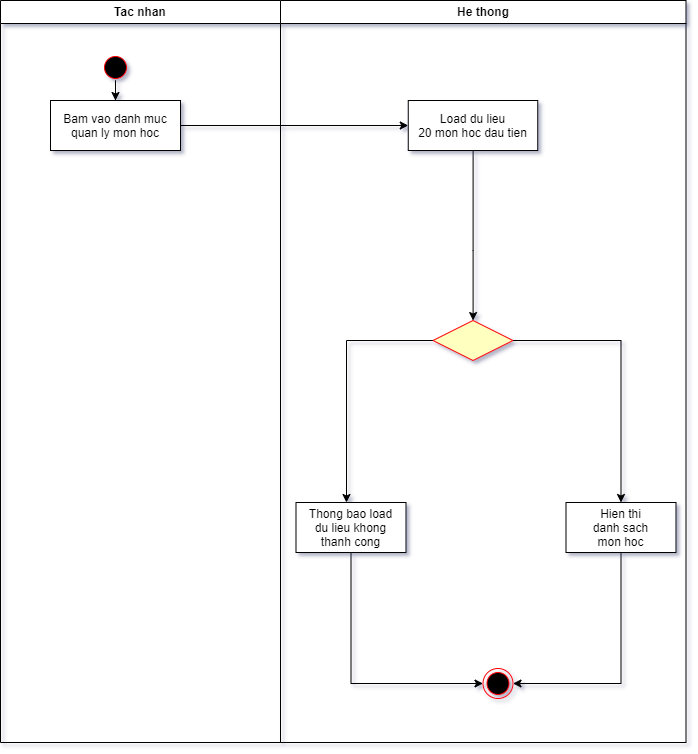 Tac nhan
He thong
Bam vao danh muc
quan ly mon hoc
Load du lieu
20 mon hoc dau tien
Thong bao load
du lieu khong
thanh cong
Hien thi
danh sach
mon hoc